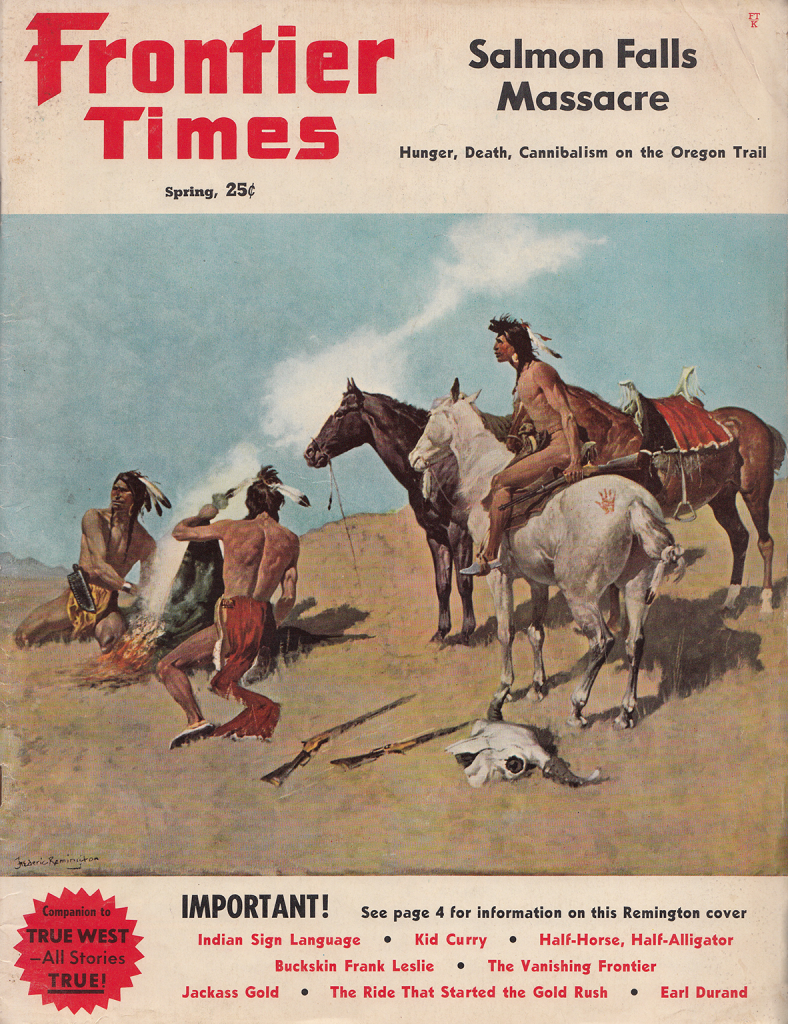 Frontier
Times
Spring, 25¢
Salmon Falls
Massacre
Hunger, Death, Cannibalism on the Oregon Trail
FT
K
Frederic Remington
Companion to
TRUE WEST
—All Stories
TRUE!
IMPORTANT! See page 4 for information on this Remington cover
Indian Sign Language • Kid Curry • Half-Horse, Half-Alligator
Buckskin Frank Leslie • The Vanishing Frontier
Jackass Gold • The Ride That Started the Gold Rush • Earl Durand